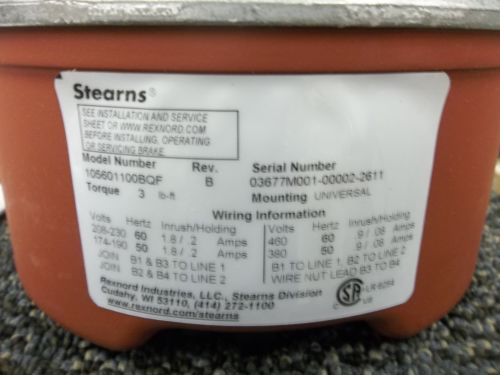 Stearns®
SEE INSTALLATION AND SERVICE
SHEET OR WWW.REXNORD.COM
BEFORE INSTALLING, OPERATING
OR SERVICING BRAKE
Model Number Rev. Serial Number
105601100BQF B 03677M001-00002-2611
Torque 3 lb-ft Mounting UNIVERSAL
Wiring Information
Volts Hertz Inrush/Holding Volts Hertz Inrush/Holding
208-230 60 1.8 / .2 Amps 460 60 .9 / .08 Amps
174-190 50 1.8 / .2 Amps 380 50 .9 / .08 Amps
JOIN B1 & B3 TO LINE 1 B1 TO LINE 1, B2 TO LINE 2
JOIN B2 & B4 TO LINE 2 WIRE NUT LEAD B3 TO B4
Rexnord Industries, LLC., Stearns Division
Cudahy, WI 53110, (414) 272-1100
www.rexnord.com/stearns
SA
C US